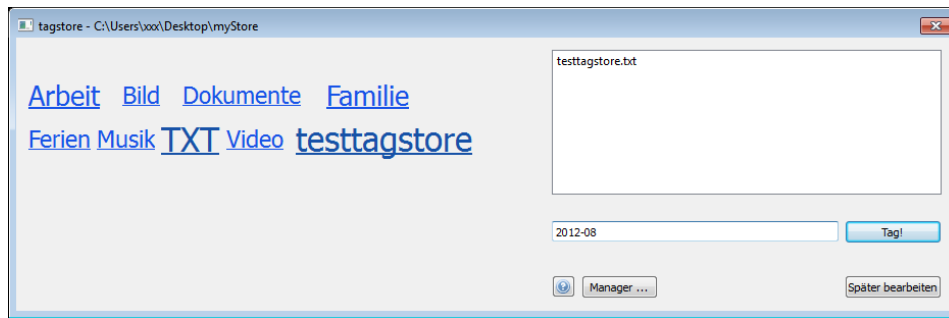 tagstore - C:\Users\xxx\Desktop\myStore
Arbeit Bild Dokumente Familie
Ferien Musik TXT Video testtagstore
testtagstore.txt
2012-08 Tag!
? Manager ... Später bearbeiten